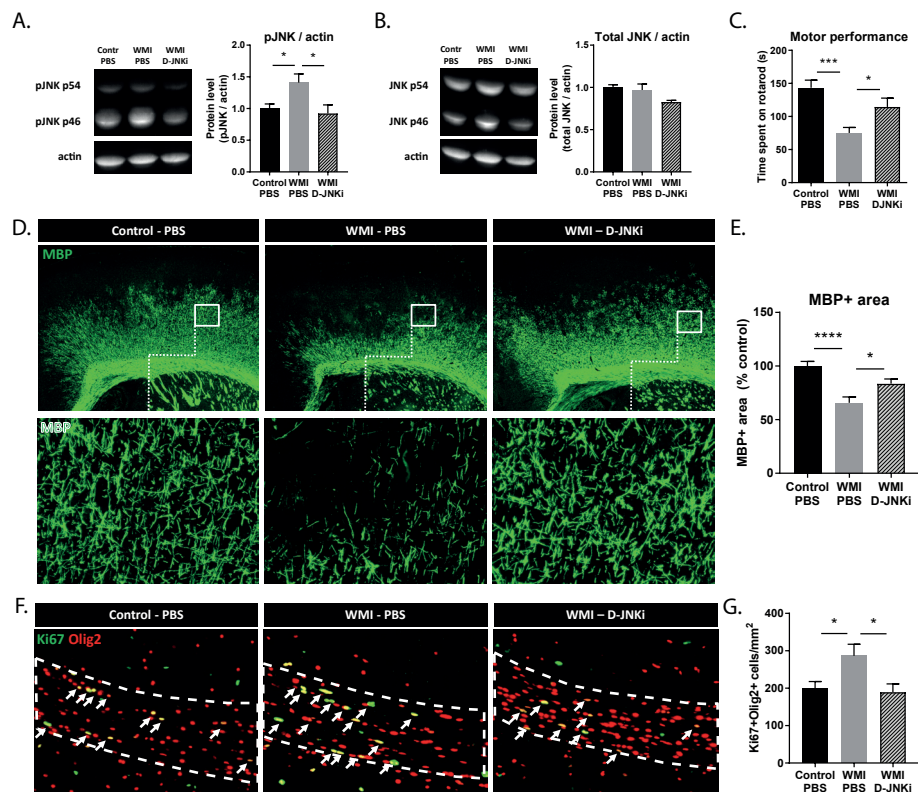 A.
Contr WMI WMI
PBS PBS D-JNKi
pJNK p54
pJNK p46
actin
pJNK / actin
Protein level
(pJNK / actin)
2.0
1.5
1.0
0.5
0.0
* *
Control WMI WMI
PBS PBS D-JNKi
B.
Contr WMI WMI
PBS PBS D-JNKi
JNK p54
JNK p46
actin
Total JNK / actin
Protein level
(total JNK / actin)
1.5
1.0
0.5
0.0
Control WMI WMI
PBS PBS D-JNKi
C.
Motor performance
Time spent on rotarod (s)
200
150
100
50
0
*** *
Control WMI WMI
PBS PBS DJNKi
D.
Control - PBS WMI - PBS WMI – D-JNKi
MBP
MBP
E.
MBP+ area
MBP+ area (% control)
150
100
50
0
**** *
Control WMI WMI
PBS PBS D-JNKi
F.
Control - PBS WMI - PBS WMI – D-JNKi
Ki67 Olig2
G.
Ki67+Olig2+ cells/mm²
400
300
200
100
0
* *
Control WMI WMI
PBS PBS D-JNKi